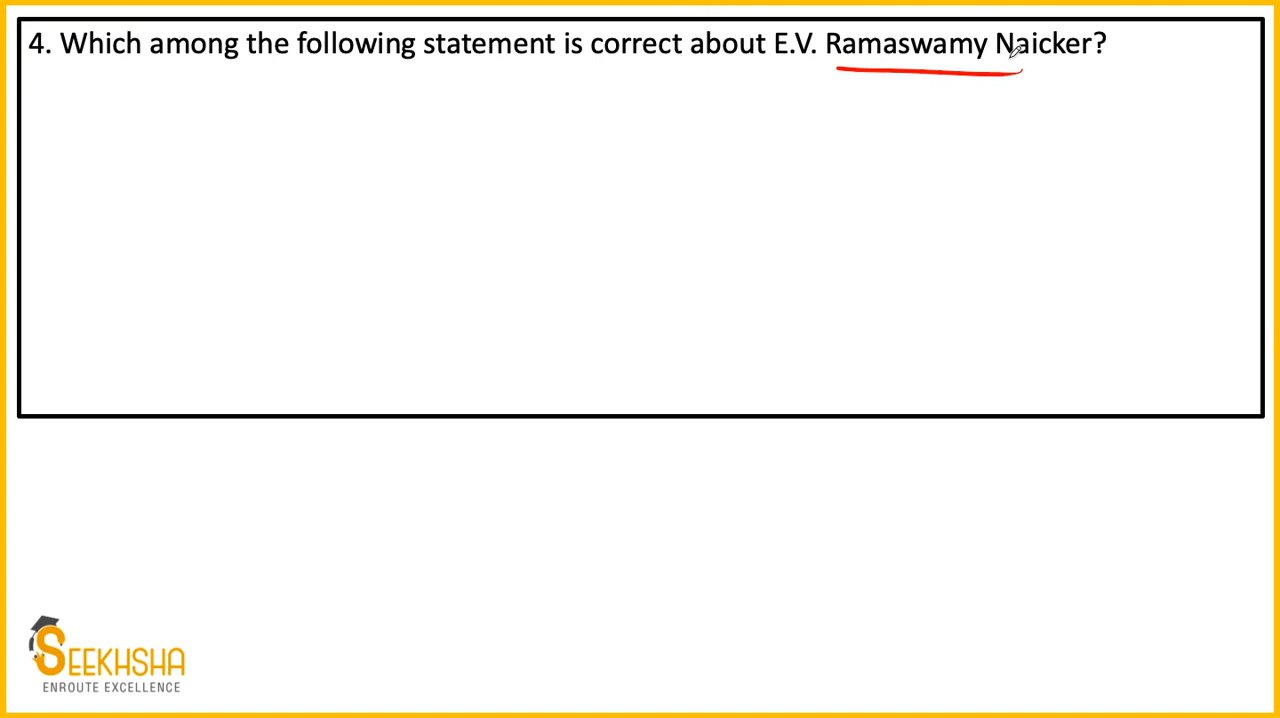 4. Which among the following statement is correct about E.V. Ramaswamy Naicker?
SEEKHSHA
ENROUTE EXCELLENCE